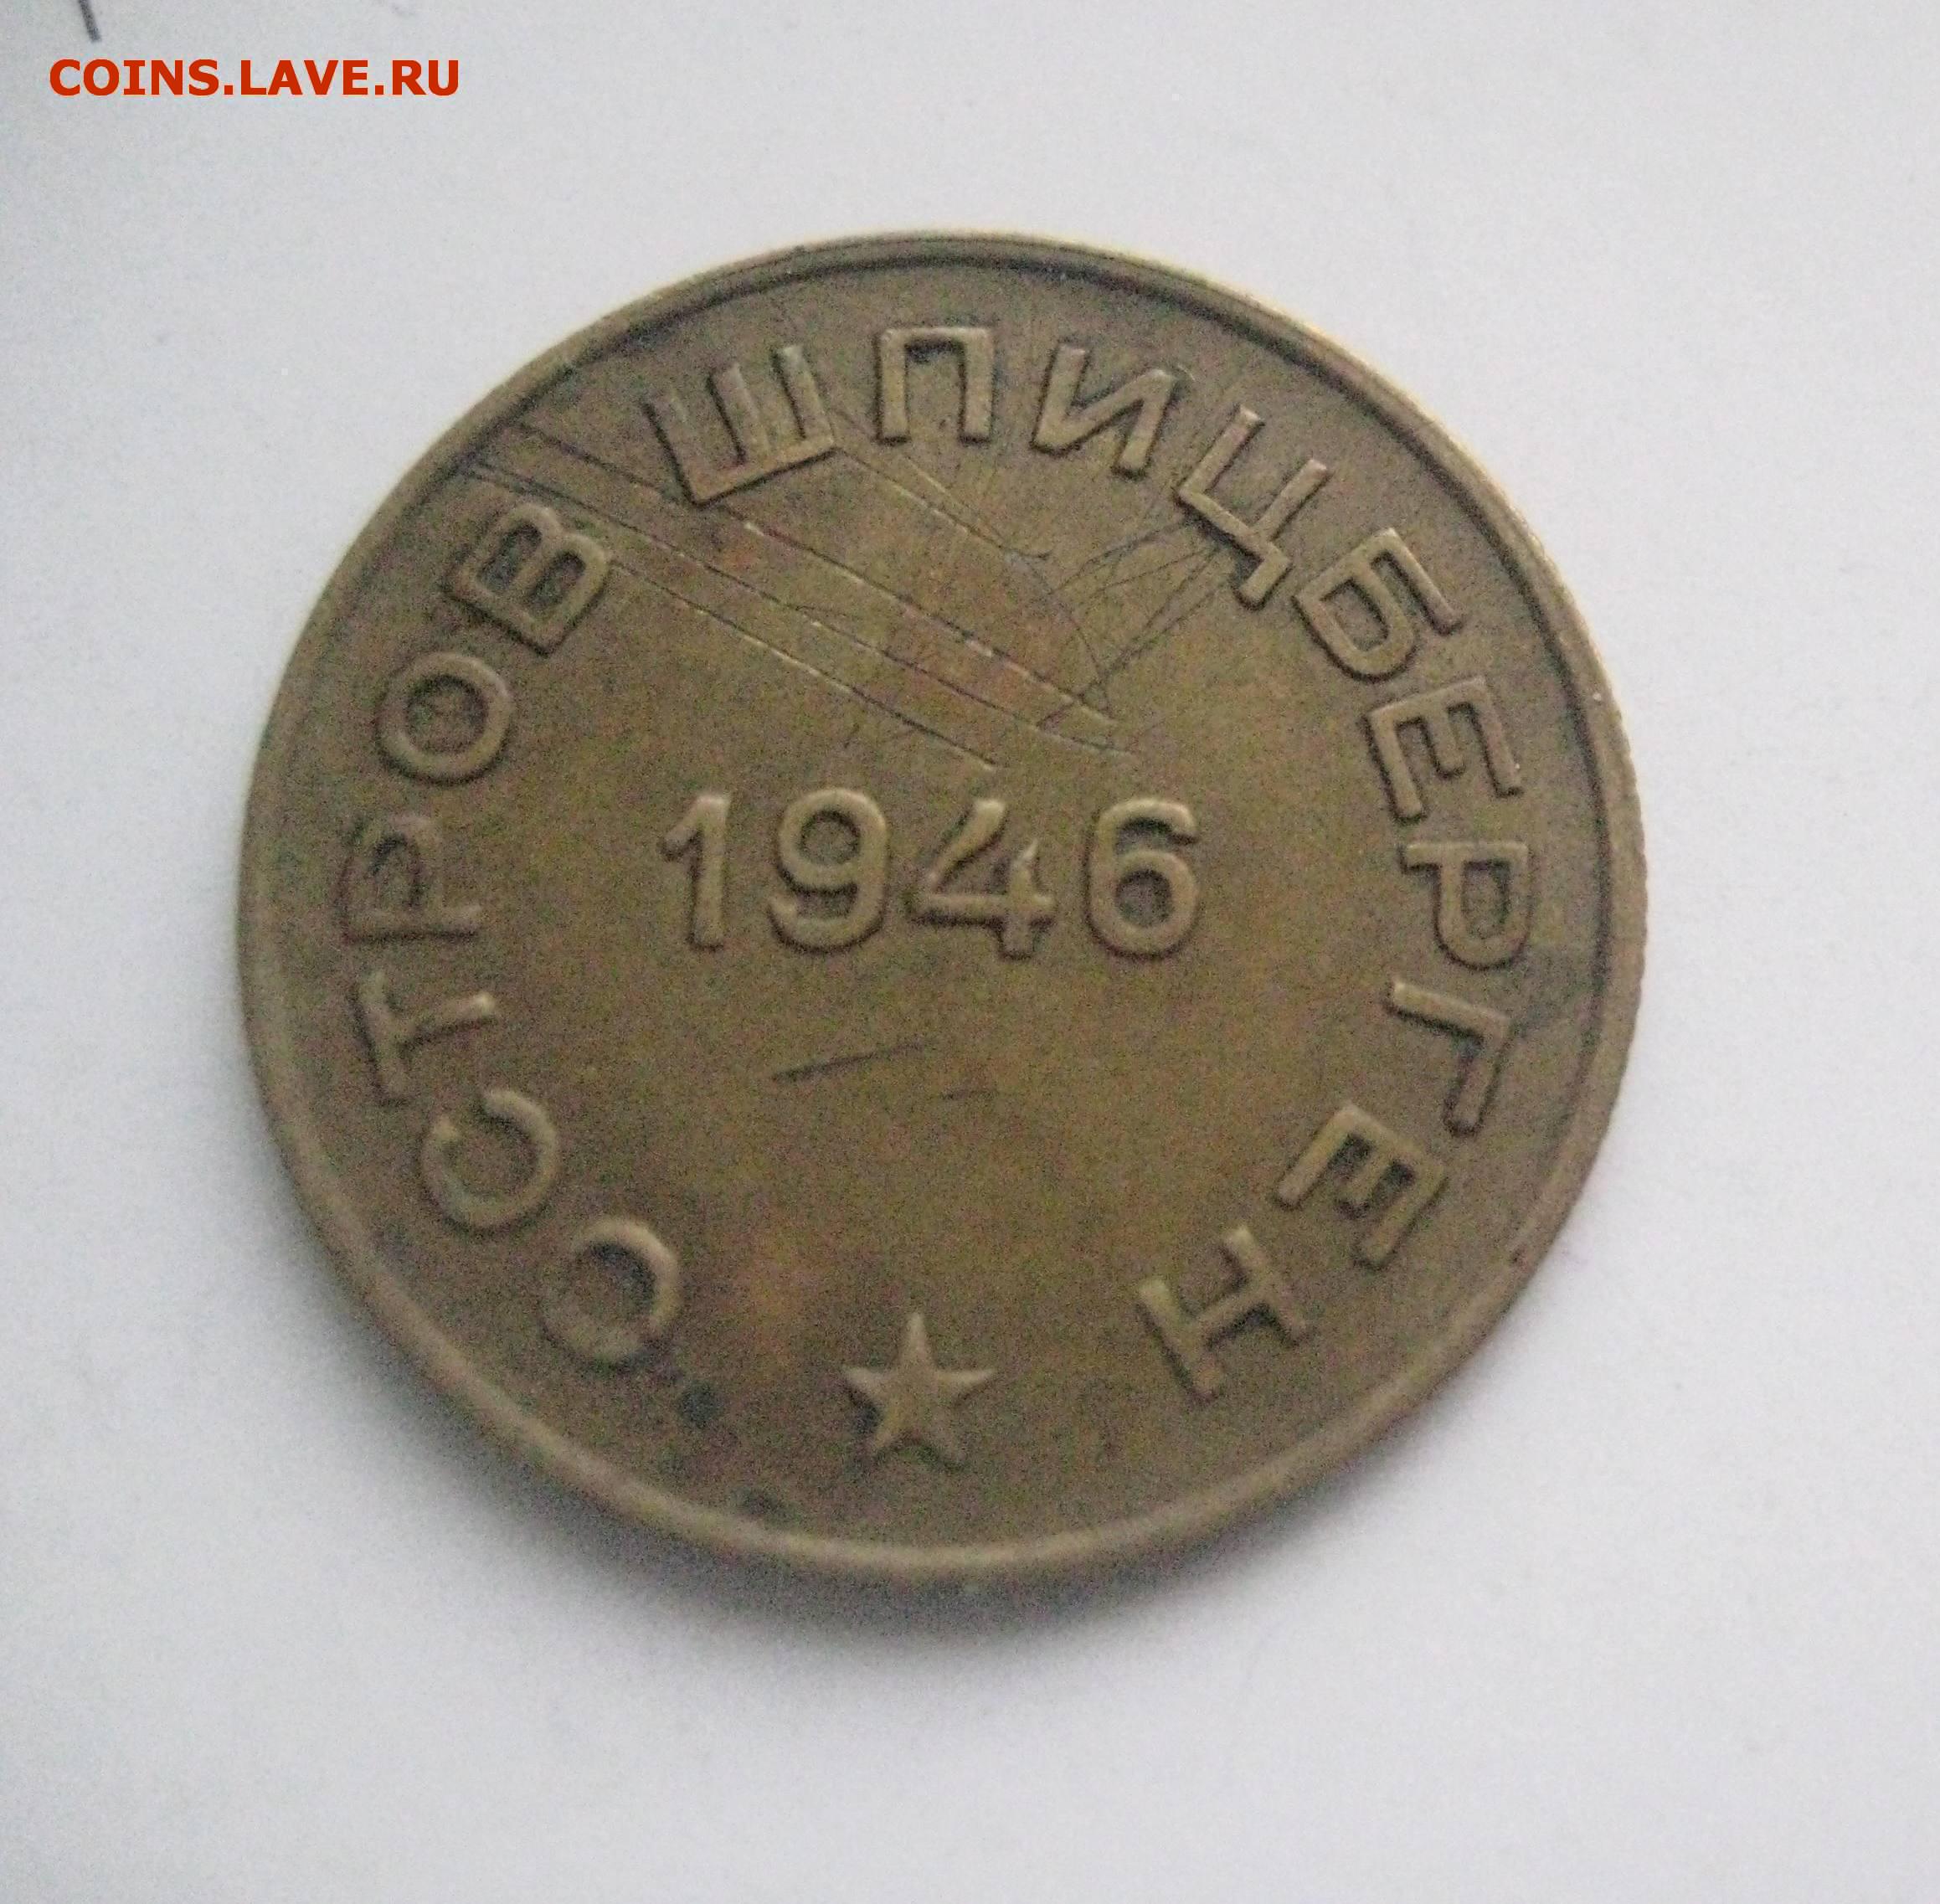 COINS.LAVE.RU
ОСТРОВ ШПИЦБЕРГЕН
1946